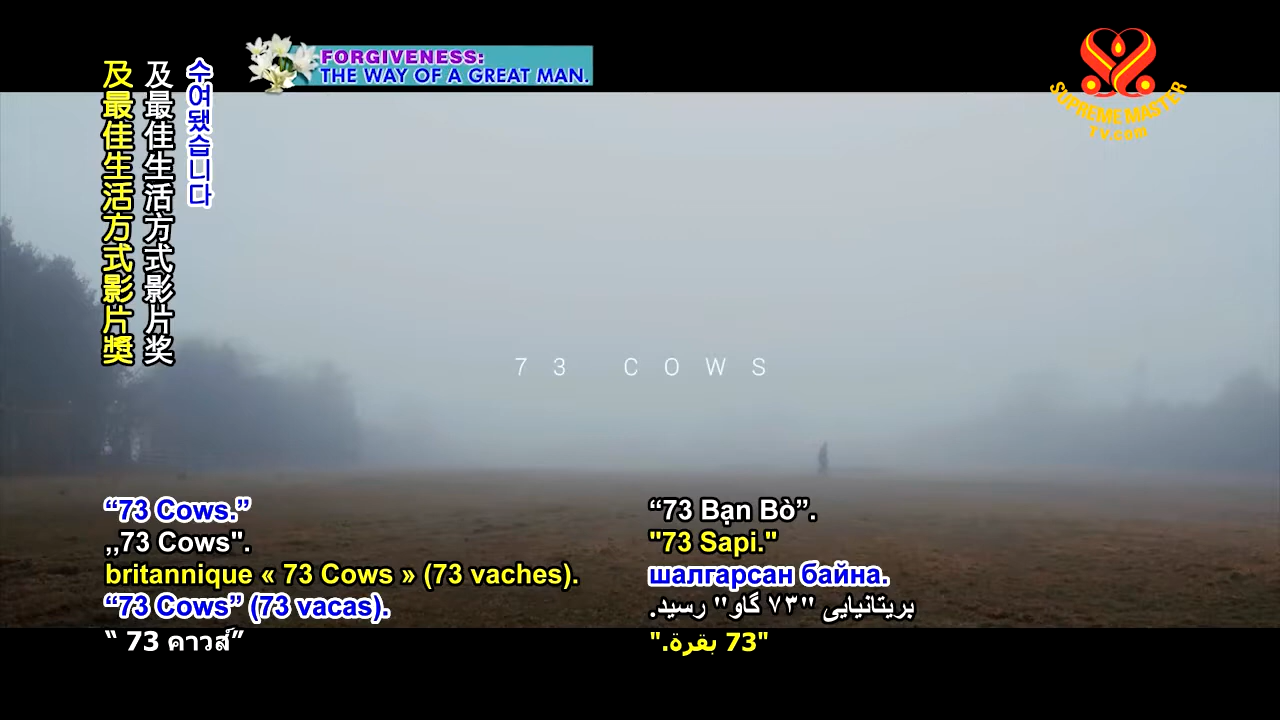 FORGIVENESS:
THE WAY OF A GREAT MAN.
SUPREME MASTER
TV.com
수여됐습니다
及最佳生活方式影片奖
及最佳生活方式影片獎
73 COWS
“73 Cows.”
,,73 Cows".
britannique « 73 Cows » (73 vaches).
“73 Cows” (73 vacas).
“ 73 คาวส์”
“73 Bạn Bò”.
"73 Sapi."
шалгарсан байна.
بریتانیایی "۷۳ گاو" رسید.
"73 بقرة."